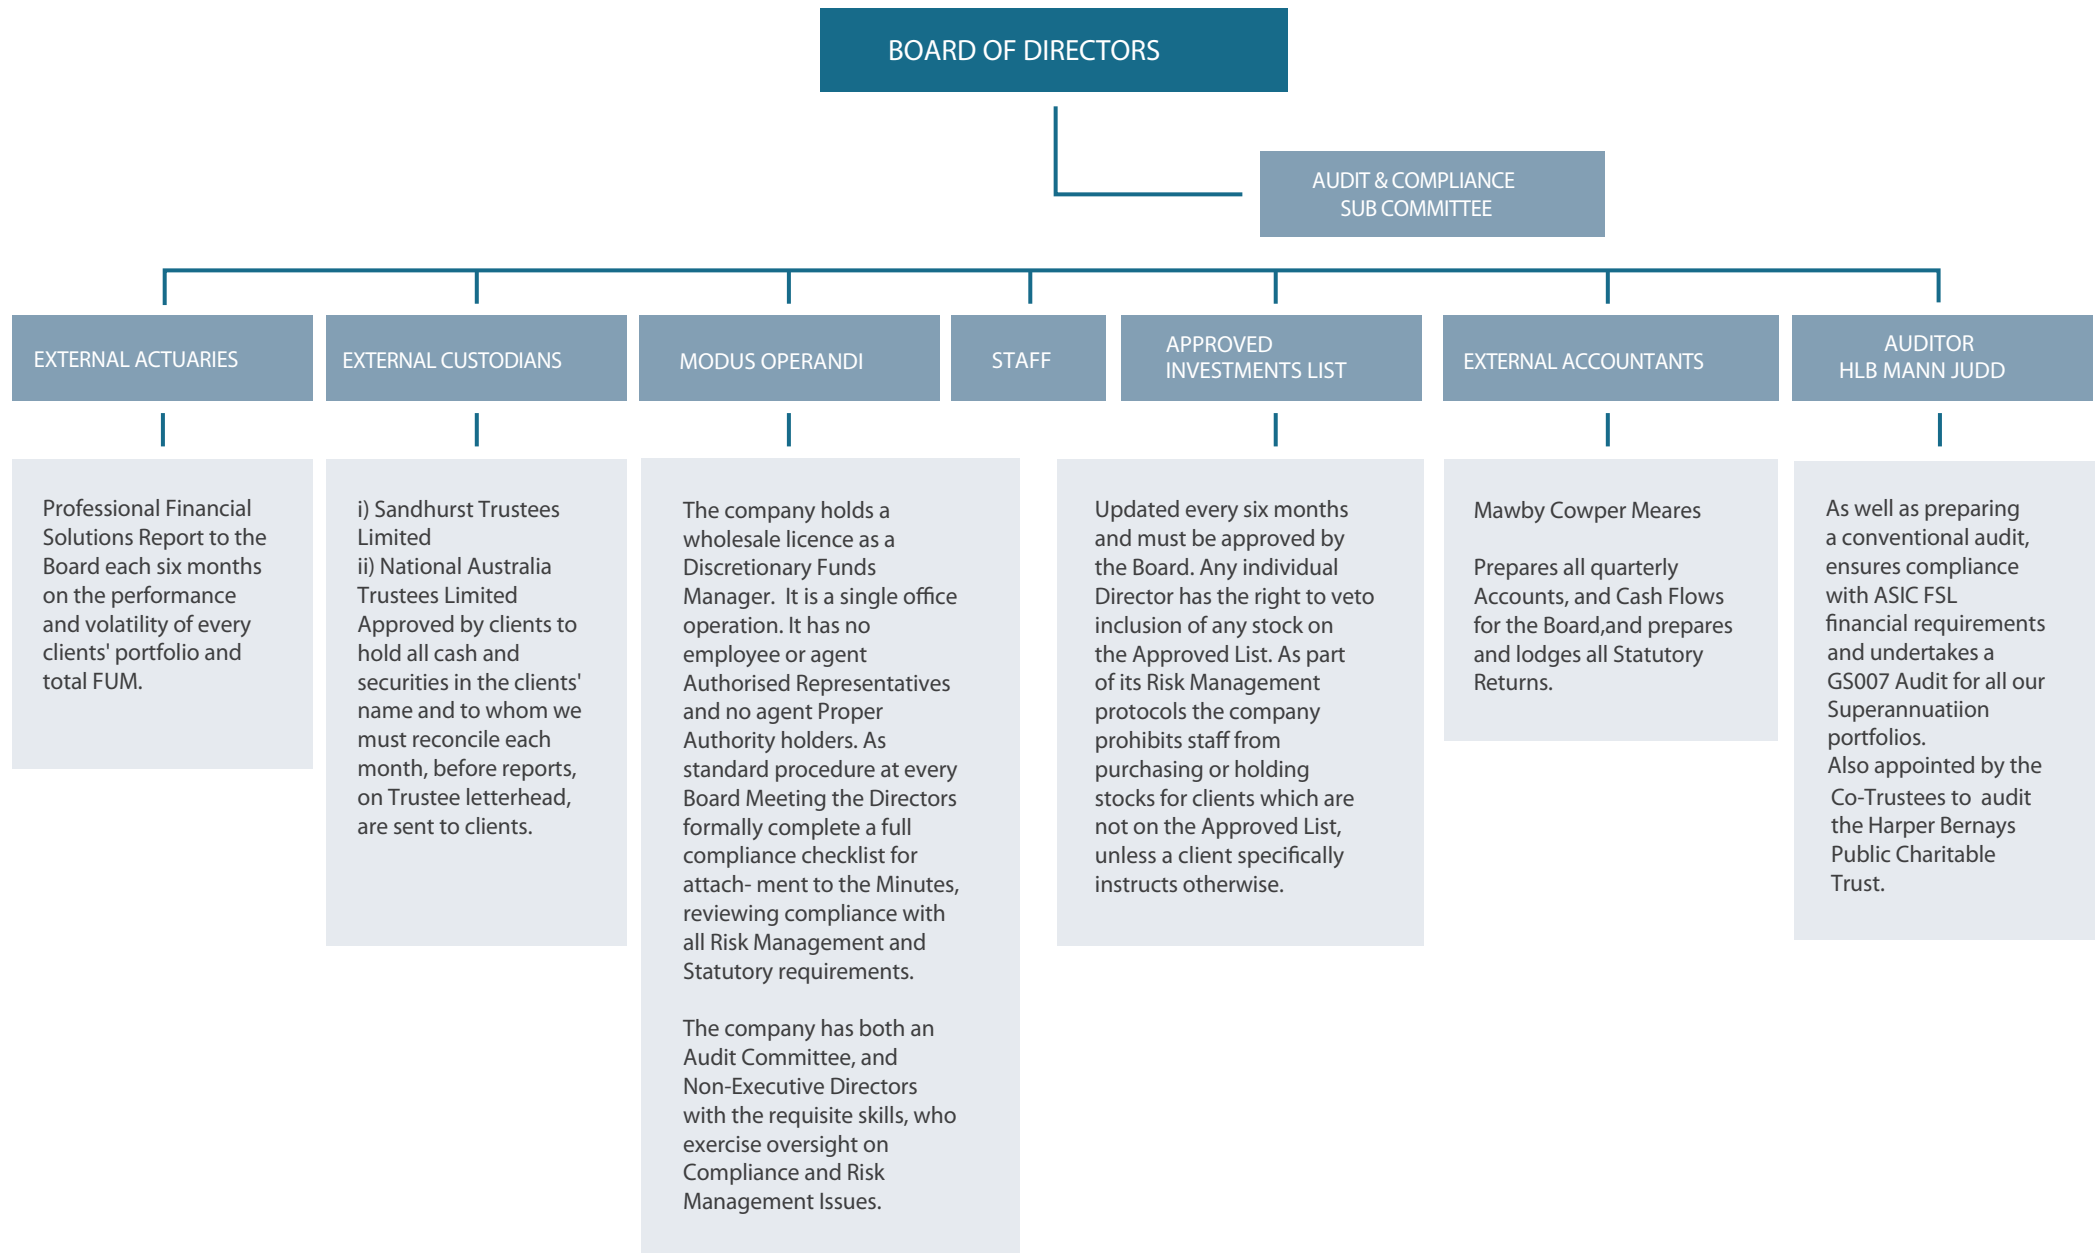 BOARD OF DIRECTORS
AUDIT & COMPLIANCE
SUB COMMITTEE
EXTERNAL ACTUARIES
EXTERNAL CUSTODIANS
MODUS OPERANDI
STAFF
APPROVED
INVESTMENTS LIST
EXTERNAL ACCOUNTANTS
AUDITOR
HLB MANN JUDD
Professional Financial
Solutions Report to the
Board each six months
on the performance
and volatility of every
clients' portfolio and
total FUM.
i) Sandhurst Trustees
Limited
ii) National Australia
Trustees Limited
Approved by clients to
hold all cash and
securities in the clients'
name and to whom we
must reconcile each
month, before reports,
on Trustee letterhead,
are sent to clients.
The company holds a
wholesale licence as a
Discretionary Funds
Manager.  It is a single office
operation. It has no
employee or agent
Authorised Representatives
and no agent Proper
Authority holders. As
standard procedure at every
Board Meeting the Directors
formally complete a full
compliance checklist for
attach- ment to the Minutes,
reviewing compliance with
all Risk Management and
Statutory requirements.
The company has both an
Audit Committee, and
Non-Executive Directors
with the requisite skills, who
exercise oversight on
Compliance and Risk
Management Issues.
Updated every six months
and must be approved by
the Board. Any individual
Director has the right to veto
inclusion of any stock on
the Approved List. As part
of its Risk Management
protocols the company
prohibits staff from
purchasing or holding
stocks for clients which are
not on the Approved List,
unless a client specifically
instructs otherwise.
Mawby Cowper Meares
Prepares all quarterly
Accounts, and Cash Flows
for the Board,and prepares
and lodges all Statutory
Returns.
As well as preparing
a conventional audit,
ensures compliance
with ASIC FSL
financial requirements
and undertakes a
GS007 Audit for all our
Superannuatiion
portfolios.
Also appointed by the
Co-Trustees to  audit
the Harper Bernays
Public Charitable
Trust.